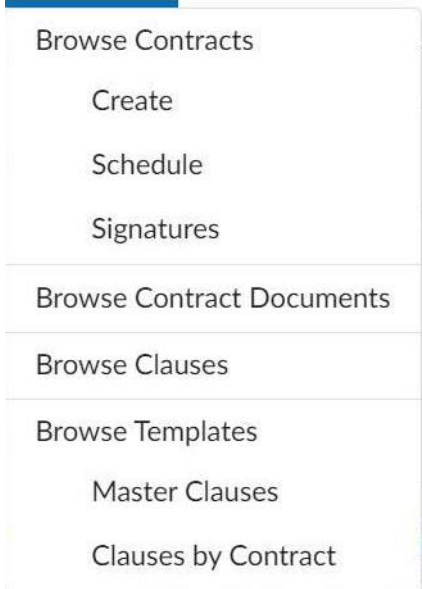 Browse Contracts
Create
Schedule
Signatures
Browse Contract Documents
Browse Clauses
Browse Templates
Master Clauses
Clauses by Contract